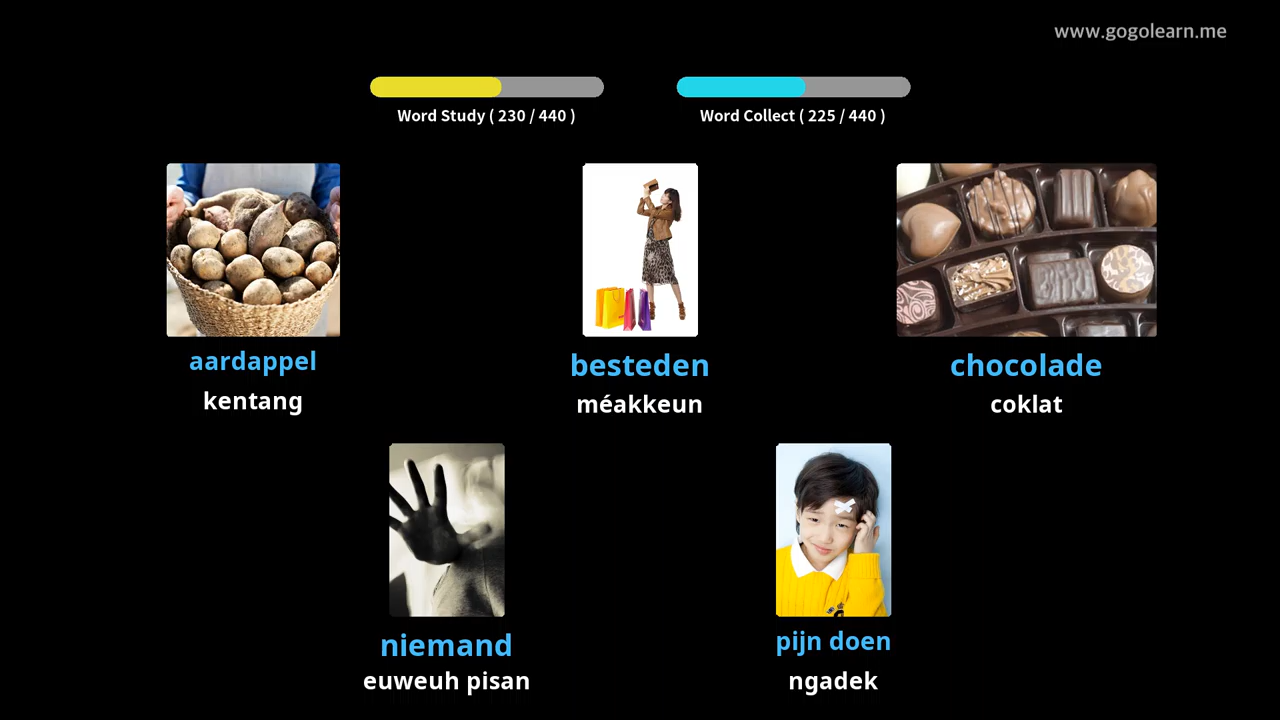 www.gogolearn.me
Word Study ( 230 / 440 )
Word Collect ( 225 / 440 )
aardappel
kentang
besteden
méakkeun
chocolade
coklat
niemand
euweuh pisan
pijn doen
ngadek